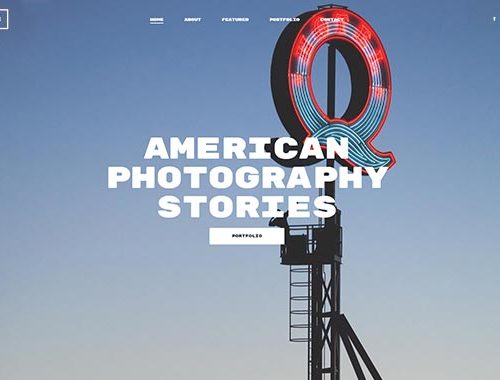 HOME ABOUT FEATURED PORTFOLIO CONTACT
f
Q
AMERICAN
PHOTOGRAPHY
STORIES
PORTFOLIO